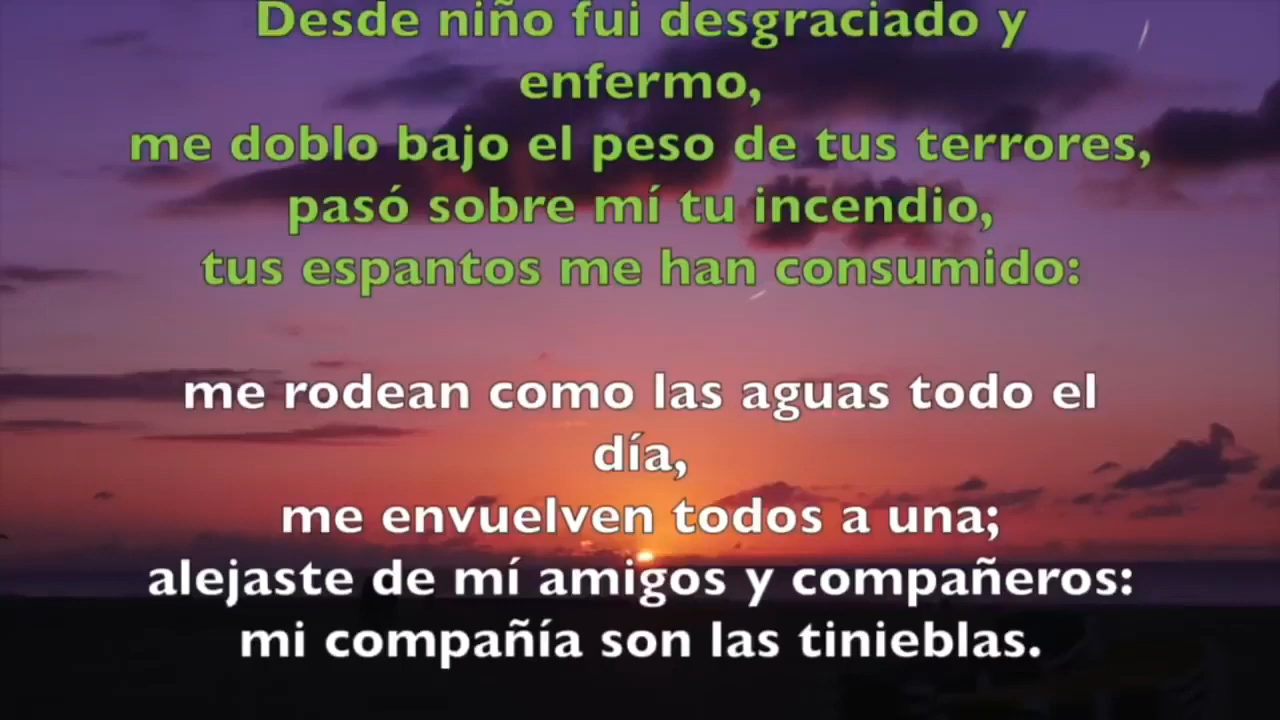 Desde niño fui desgraciado y
enfermo,
me doblo bajo el peso de tus terrores,
pasó sobre mí tu incendio,
tus espantos me han consumido:
me rodean como las aguas todo el
día,
me envuelven todos a una;
alejaste de mí amigos y compañeros:
mi compañía son las tinieblas.